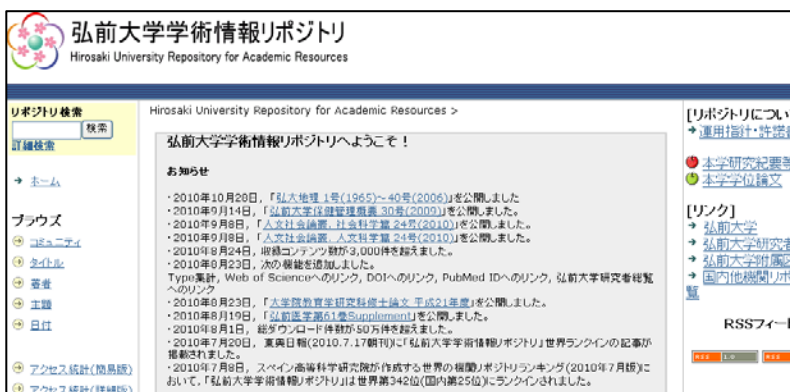 弘前大学学術情報リポジトリ
Hirosaki University Repository for Academic Resources
リポジトリ検索
検索
詳細検索
→ ホーム
ブラウズ
コミュニティ
タイトル
著者
主題
日付
アクセス統計(簡易版)
アクセス統計(詳細版)
Hirosaki University Repository for Academic Resources >
弘前大学学術情報リポジトリへようこそ！
お知らせ
・2010年10月28日，「弘大地理 1号(1965)～40号(2006)」を公開しました
・2010年9月14日，「弘前大学保健管理概要 30号(2009)」を公開しました。
・2010年9月8日，「人文社会論叢. 社会科学篇 24号(2010)」を公開しました。
・2010年9月8日，「人文社会論叢. 人文科学篇 24号(2010)」を公開しました。
・2010年8月24日，収録コンテンツ数が3,000件を超えました。
・2010年8月23日，次の機能を追加しました。
Type集計, Web of Scienceへのリンク, DOIへのリンク, PubMed IDへのリンク, 弘前大学研究者総覧
へのリンク
・2010年8月23日，「大学院教育学研究科修士論文 平成21年度」を公開しました。
・2010年8月19日，「弘前医学第61巻Supplement」を公開しました。
・2010年8月1日，総ダウンロード件数が50万件を超えました。
・2010年7月20日，東奥日報(2010.7.17朝刊)に「弘前大学学術情報リポジトリ」世界ランクインの記事が
掲載されました。
・2010年7月8日，スペイン高等科学研究院が作成する世界の機関リポジトリランキング(2010年7月版)に
おいて，「弘前大学学術情報リポジトリ」は世界第342位(国内第25位)にランクインされました。
[リポジトリについ
→ 運用指針・許諾
本学研究紀要等
本学学位論文
[リンク]
→ 弘前大学
→ 弘前大学研究者
→ 弘前大学附属図
→ 国内他機関リポ
覧
RSSフィー
RSS 1.0
RSS